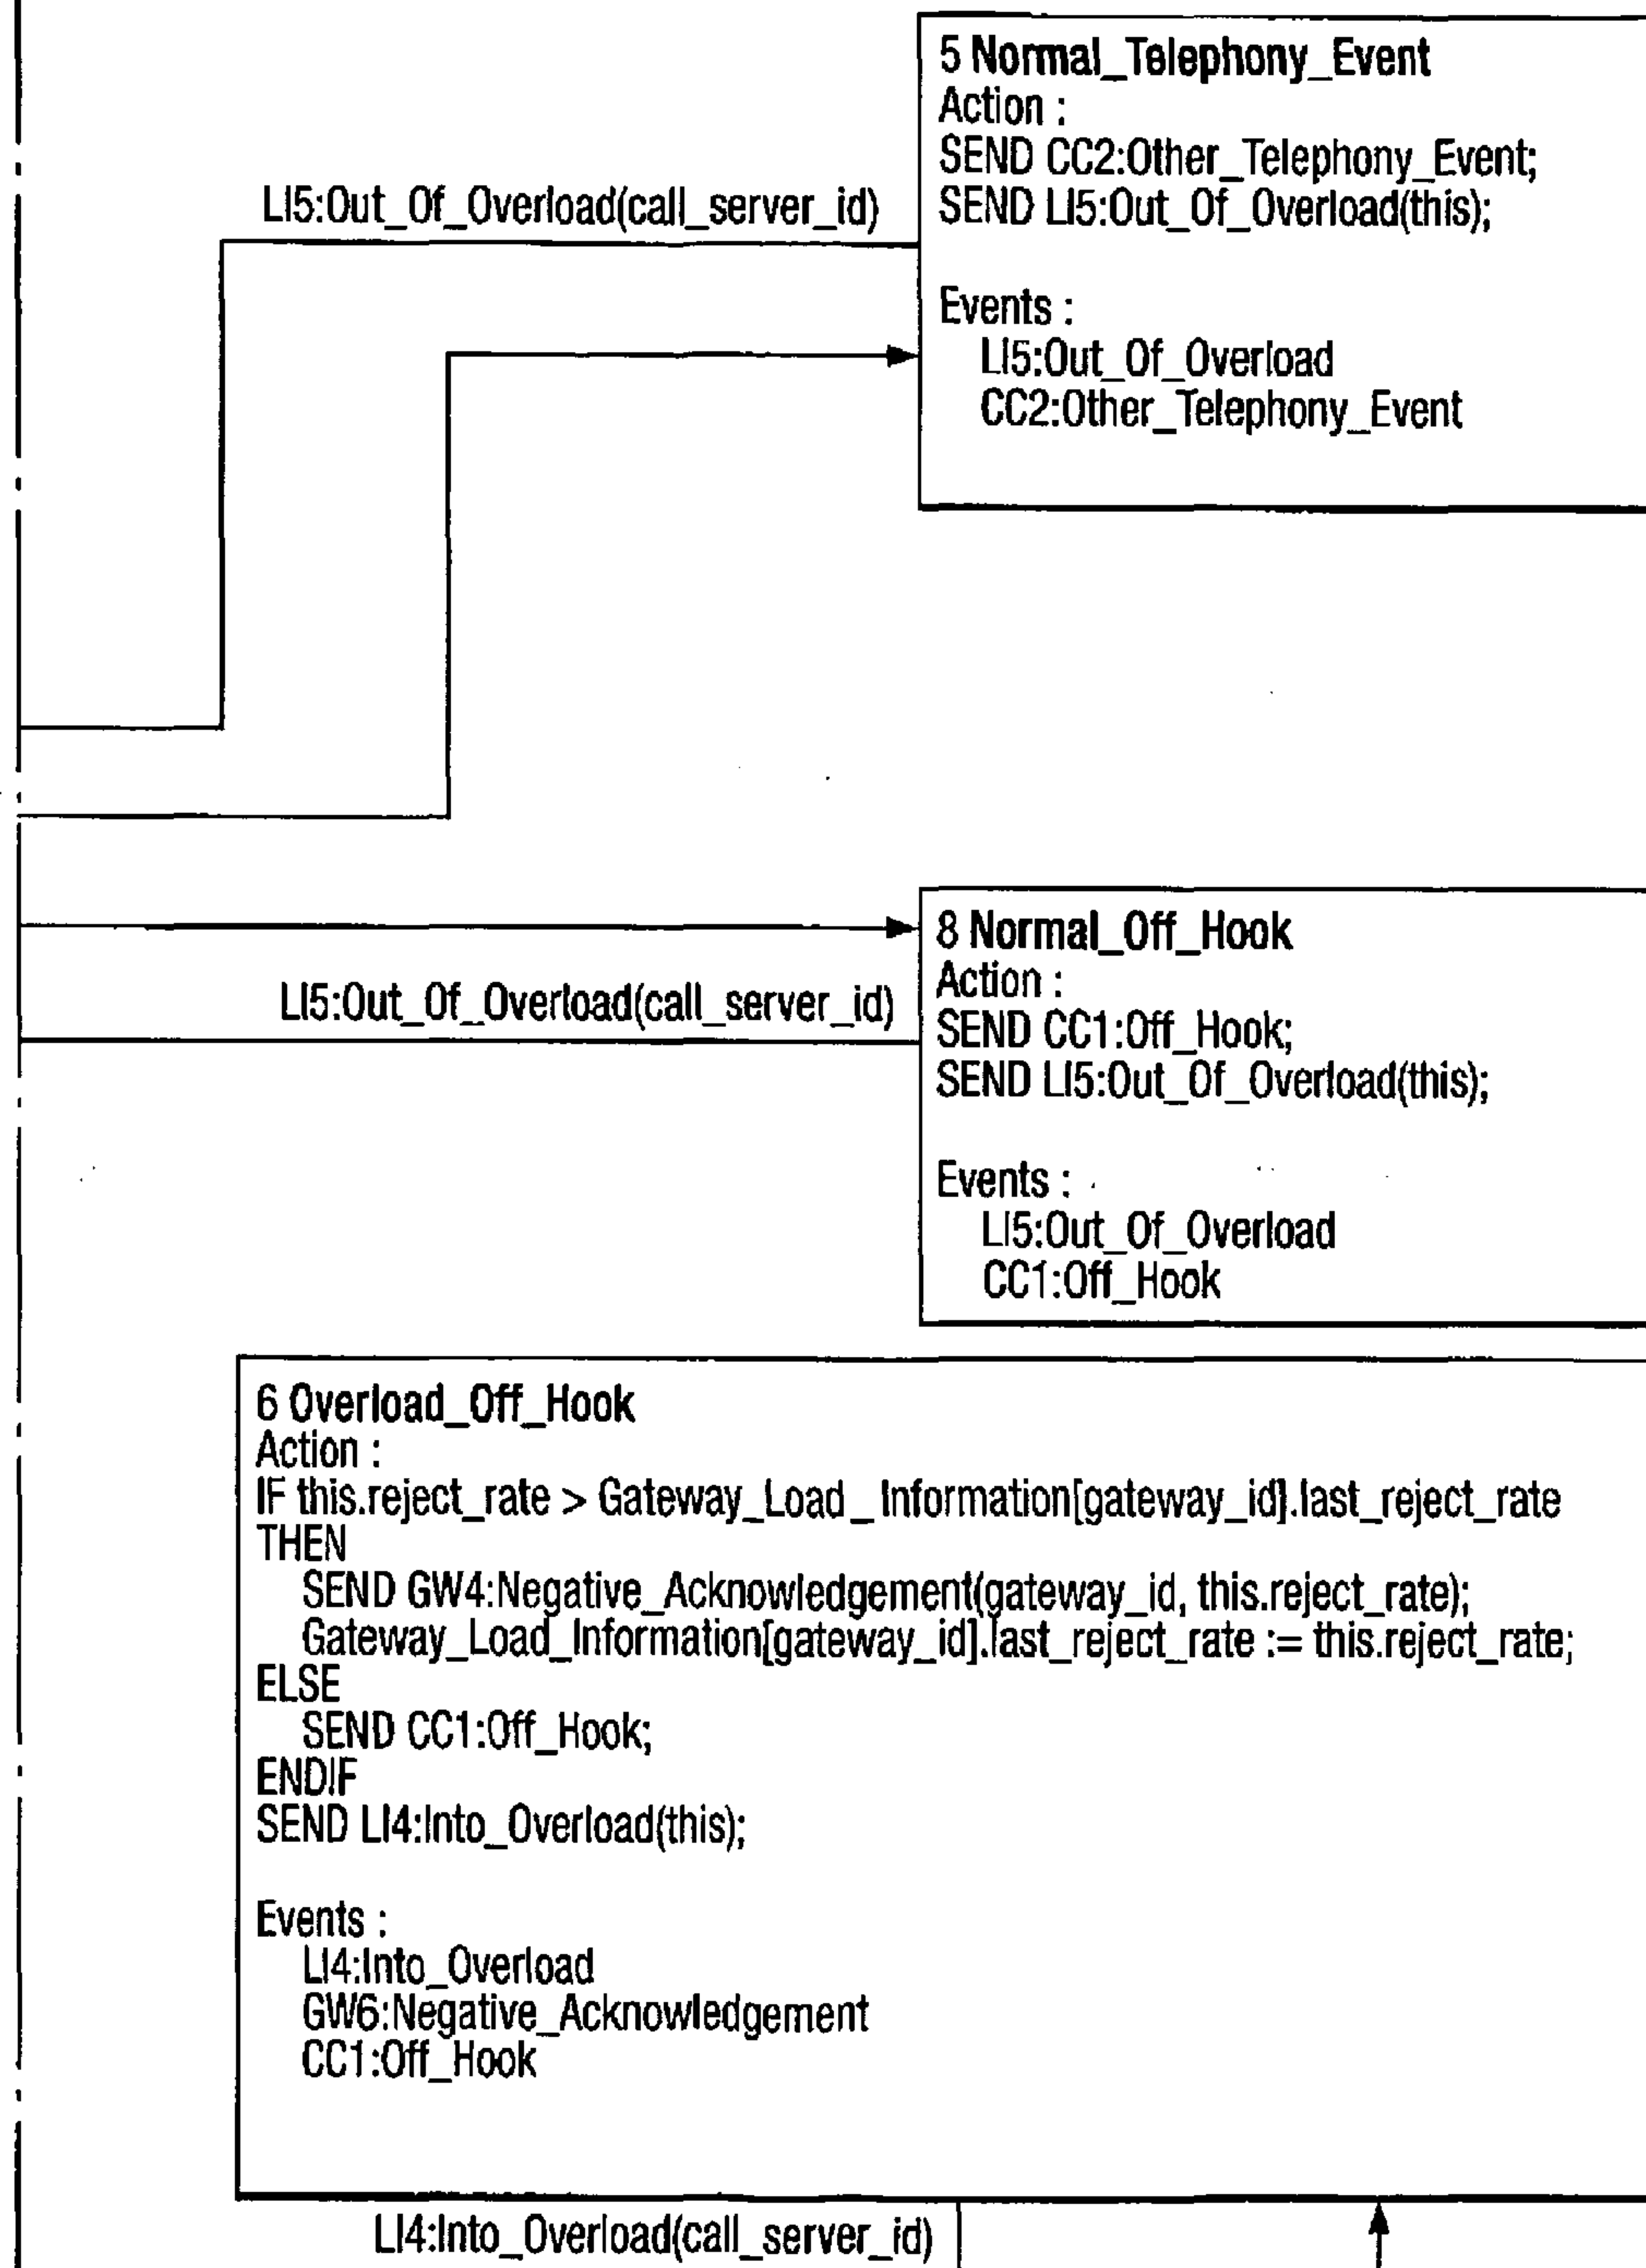 5 Normal_Telephony_Event
Action :
SEND CC2:Other_Telephony_Event;
SEND LI5:Out_Of_Overload(this);
LI5:Out_Of_Overload(call_server_id)
Events :
LI5:Out_Of_Overload
CC2:Other_Telephony_Event
8 Normal_Off_Hook
Action :
SEND CC1:Off_Hook;
SEND LI5:Out_Of_Overload(this);
LI5:Out_Of_Overload(call_server_id)
Events :
LI5:Out_Of_Overload
CC1:Off_Hook
6 Overload_Off_Hook
Action :
IF this.reject_rate > Gateway_Load_Information[gateway_id].last_reject_rate
THEN
SEND GW4:Negative_Acknowledgement(gateway_id, this.reject_rate);
Gateway_Load_Information[gateway_id].last_reject_rate := this.reject_rate;
ELSE
SEND CC1:Off_Hook;
ENDIF
SEND LI4:Into_Overload(this);
Events :
LI4:Into_Overload
GW6:Negative_Acknowledgement
CC1:Off_Hook
LI4:Into_Overload(call_server_id)